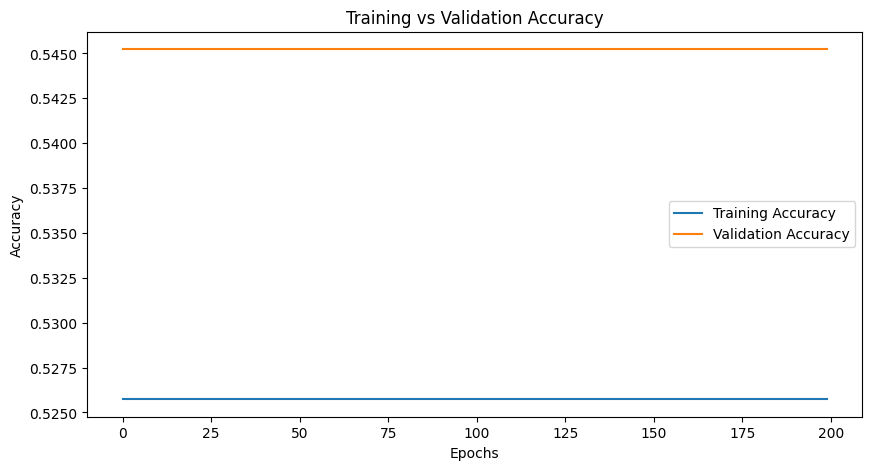 Training vs Validation Accuracy
0.5450
0.5425
0.5400
0.5375
0.5350
0.5325
0.5300
0.5275
0.5250
Accuracy
Training Accuracy
Validation Accuracy
0 25 50 75 100 125 150 175 200
Epochs